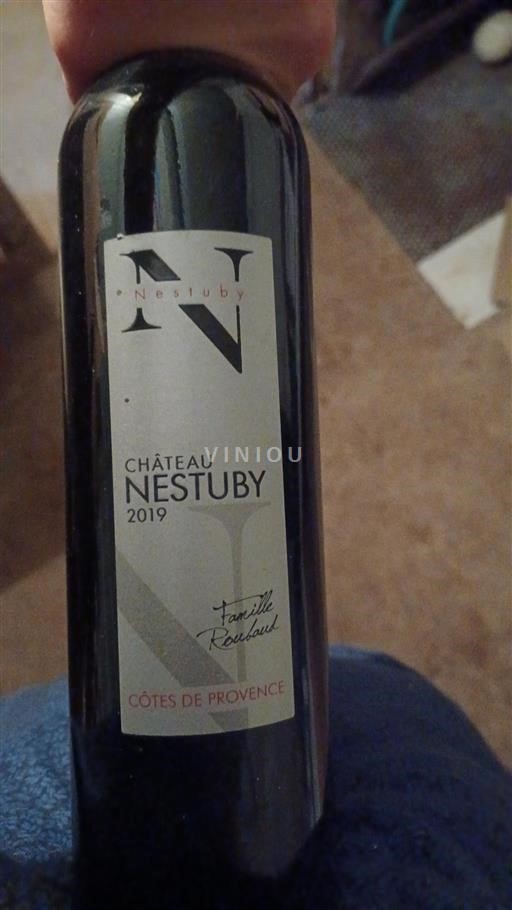 N
Nestuby
CHÂTEAU
NESTUBY
2019
Famille
Roubaud
CÔTES DE PROVENCE
VINIOU